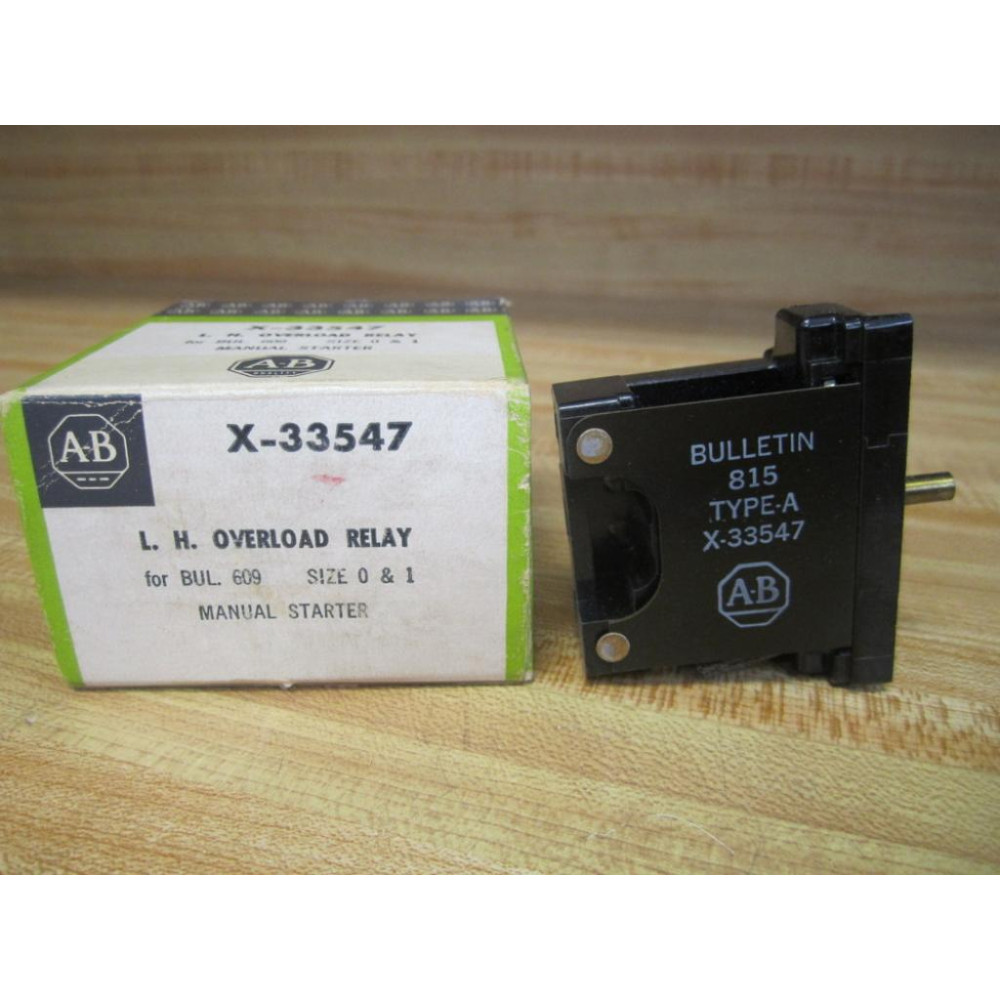 X-33547
L. H. OVERLOAD RELAY
for BUL. 609 SIZE 0 & 1
MANUAL STARTER
A-B
A-B
X-33547
L. H. OVERLOAD RELAY
for BUL. 609 SIZE 0 & 1
MANUAL STARTER
BULLETIN
815
TYPE-A
X-33547
A-B